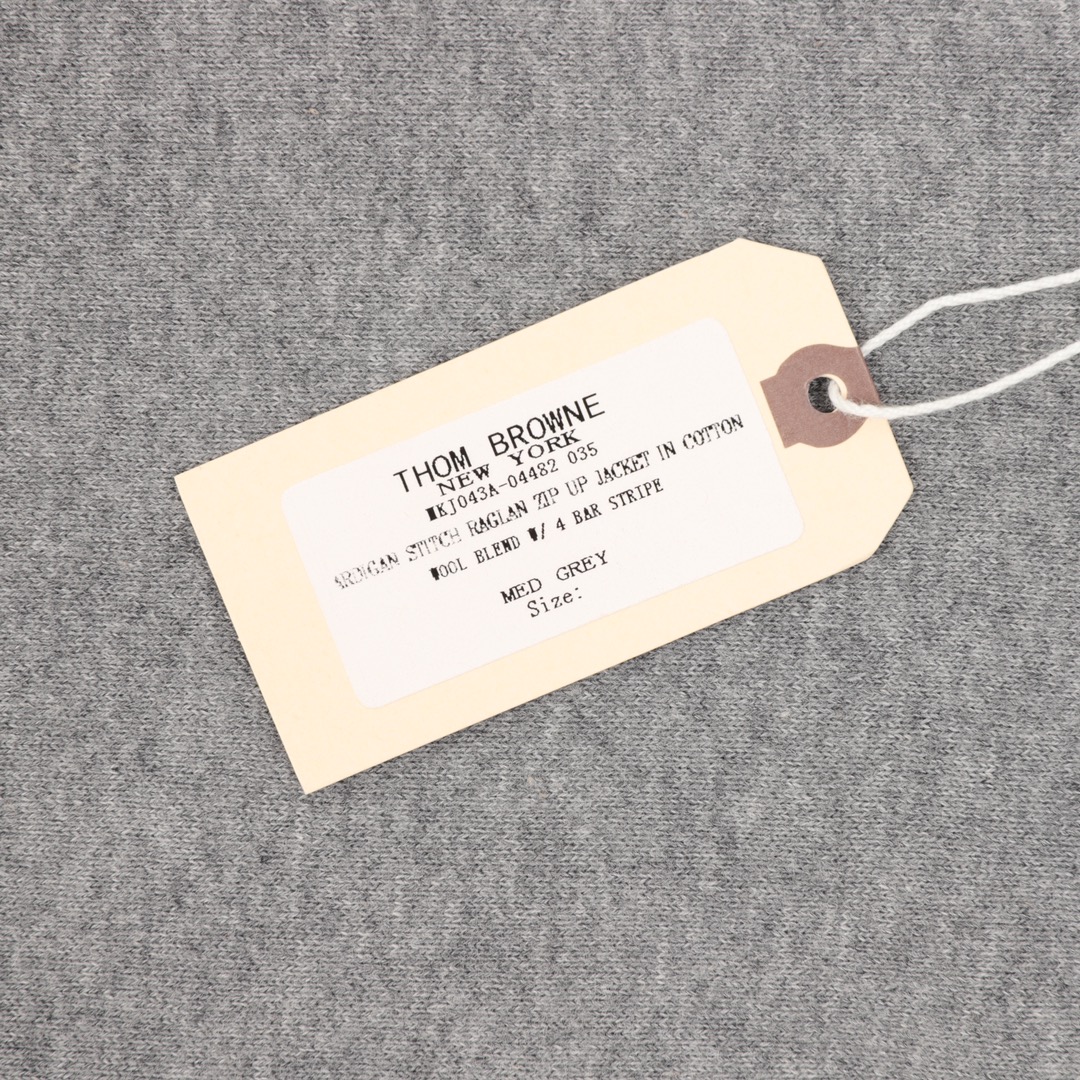 THOM BROWNE
NEW YORK
MKJ043A-04482 035
ARDIGAN STITCH RAGLAN ZIP UP JACKET IN COTTON
WOOL BLEND W/ 4 BAR STRIPE
MED GREY
Size: